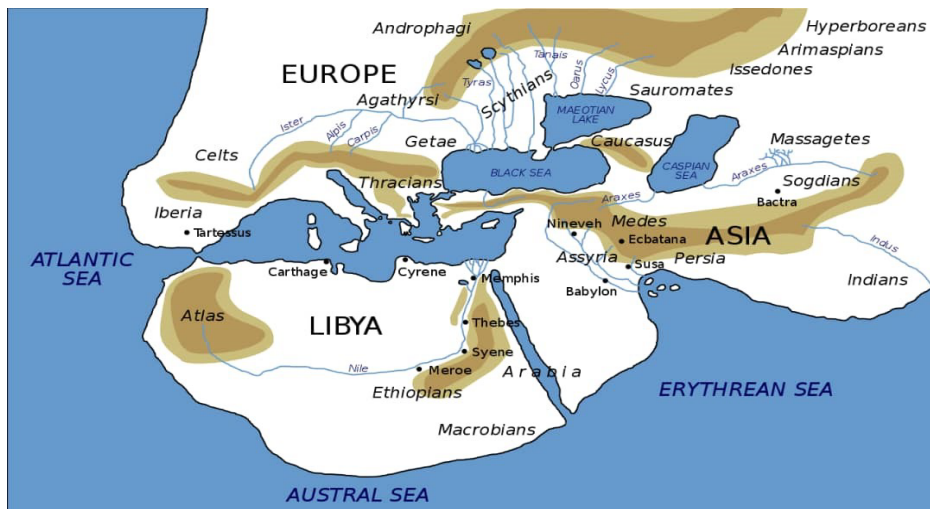 Androphagi
Hyperboreans
Arimaspians
Issedones
EUROPE
Tyras
Tanais
Oarus
Lycus
Scythians
Sauromates
Agathyrsi
MAEOTIAN
LAKE
Ister
Alpis
Carpis
Getae
Caucasus
Massagetes
Celts
BLACK SEA
CASPIAN
SEA
Araxes
Sogdians
Thracians
Araxes
Bactra
Iberia
Tartessus
Nineveh
Medes
Ecbatana
ASIA
Indus
ATLANTIC
SEA
Carthage
Cyrene
Memphis
Assyria
Susa
Persia
Babylon
Indians
Atlas
LIBYA
Thebes
Syene
Nile
Meroe
Arabia
Ethiopians
ERYTHREAN SEA
Macrobians
AUSTRAL SEA